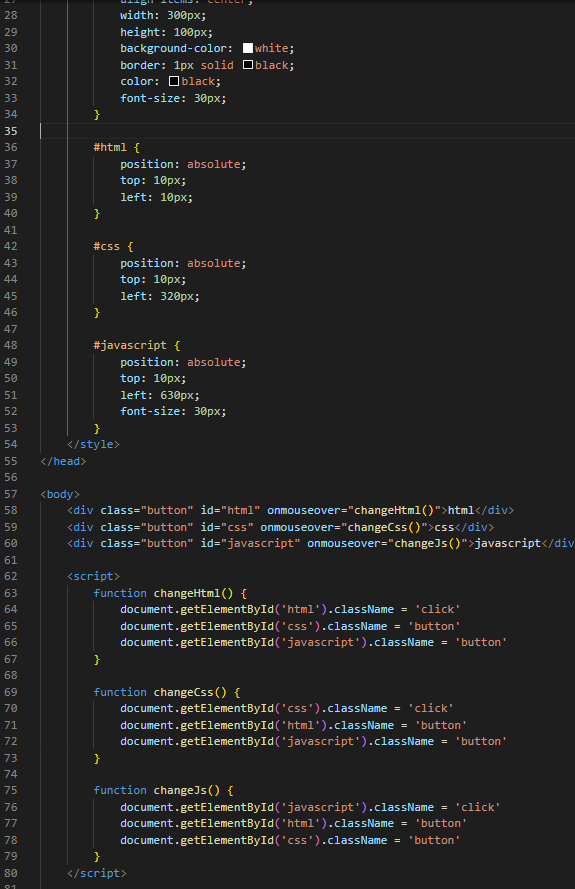 27 align-items: center;
28 width: 300px;
29 height: 100px;
30 background-color: white;
31 border: 1px solid black;
32 color: black;
33 font-size: 30px;
34 }
35
36 #html {
37 position: absolute;
38 top: 10px;
39 left: 10px;
40 }
41
42 #css {
43 position: absolute;
44 top: 10px;
45 left: 320px;
46 }
47
48 #javascript {
49 position: absolute;
50 top: 10px;
51 left: 630px;
52 font-size: 30px;
53 }
54 </style>
55 </head>
56
57 <body>
58 <div class="button" id="html" onmouseover="changeHtml()">html</div>
59 <div class="button" id="css" onmouseover="changeCss()">css</div>
60 <div class="button" id="javascript" onmouseover="changeJs()">javascript</div
61
62 <script>
63 function changeHtml() {
64 document.getElementById('html').className = 'click'
65 document.getElementById('css').className = 'button'
66 document.getElementById('javascript').className = 'button'
67 }
68
69 function changeCss() {
70 document.getElementById('css').className = 'click'
71 document.getElementById('html').className = 'button'
72 document.getElementById('javascript').className = 'button'
73 }
74
75 function changeJs() {
76 document.getElementById('javascript').className = 'click'
77 document.getElementById('html').className = 'button'
78 document.getElementById('css').className = 'button'
79 }
80 </script>
81